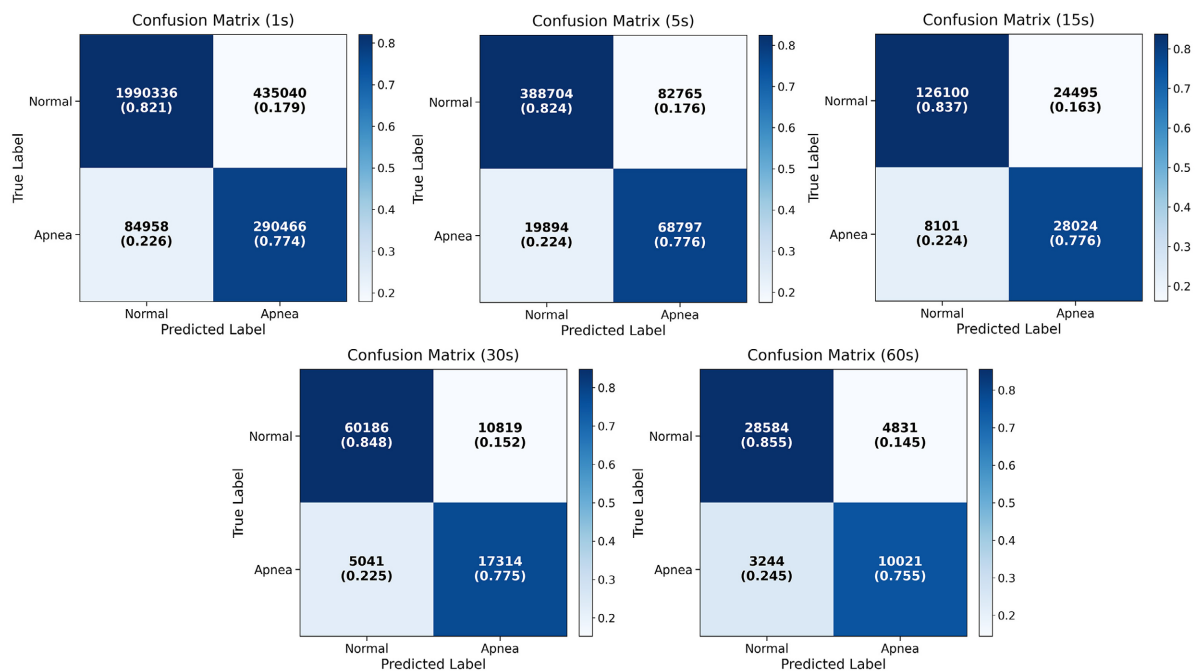 Confusion Matrix (1s)
True Label
Normal
1990336
(0.821)
435040
(0.179)
Apnea
84958
(0.226)
290466
(0.774)
Normal
Apnea
Predicted Label
0.8
0.7
0.6
0.5
0.4
0.3
0.2
Confusion Matrix (5s)
True Label
Normal
388704
(0.824)
82765
(0.176)
Apnea
19894
(0.224)
68797
(0.776)
Normal
Apnea
Predicted Label
0.8
0.7
0.6
0.5
0.4
0.3
0.2
Confusion Matrix (15s)
True Label
Normal
126100
(0.837)
24495
(0.163)
Apnea
8101
(0.224)
28024
(0.776)
Normal
Apnea
Predicted Label
0.8
0.7
0.6
0.5
0.4
0.3
0.2
Confusion Matrix (30s)
True Label
Normal
60186
(0.848)
10819
(0.152)
Apnea
5041
(0.225)
17314
(0.775)
Normal
Apnea
Predicted Label
0.8
0.7
0.6
0.5
0.4
0.3
0.2
Confusion Matrix (60s)
True Label
Normal
28584
(0.855)
4831
(0.145)
Apnea
3244
(0.245)
10021
(0.755)
Normal
Apnea
Predicted Label
0.8
0.7
0.6
0.5
0.4
0.3
0.2